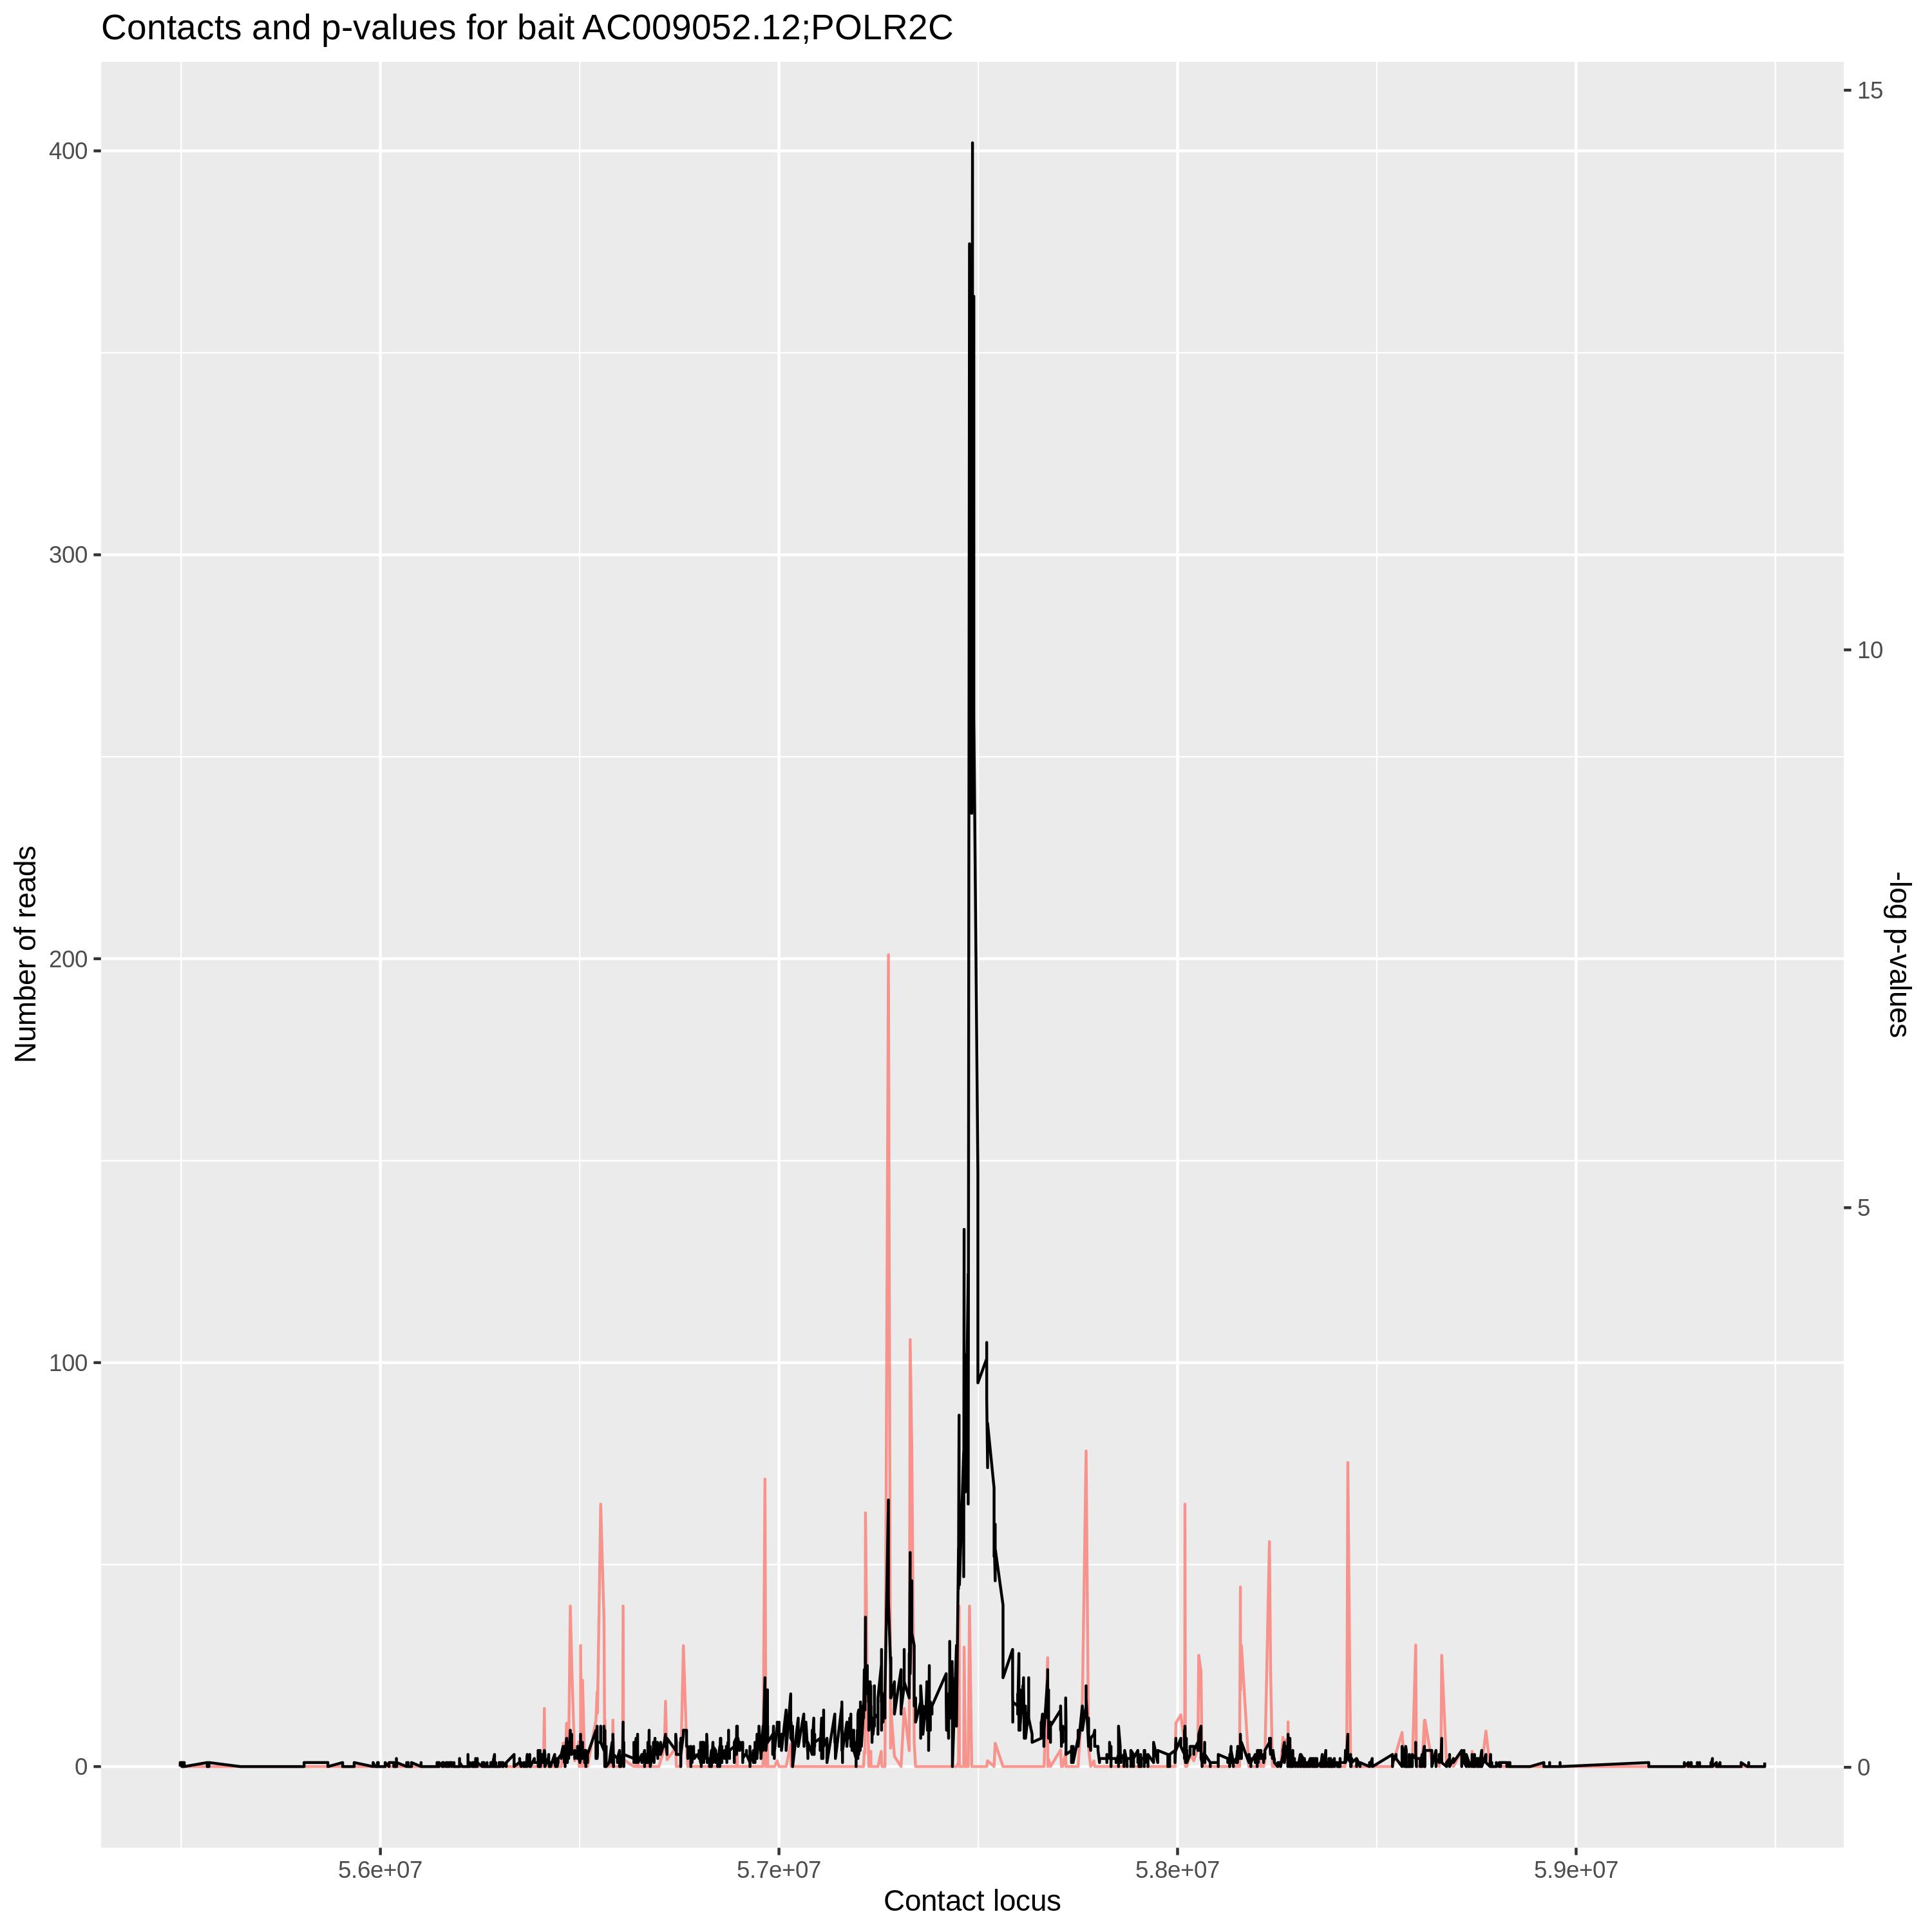 Contacts and p-values for bait AC009052.12;POLR2C
Number of reads
400
300
200
100
0
15
10
5
0
-log p-values
5.6e+07
5.7e+07
5.8e+07
5.9e+07
Contact locus